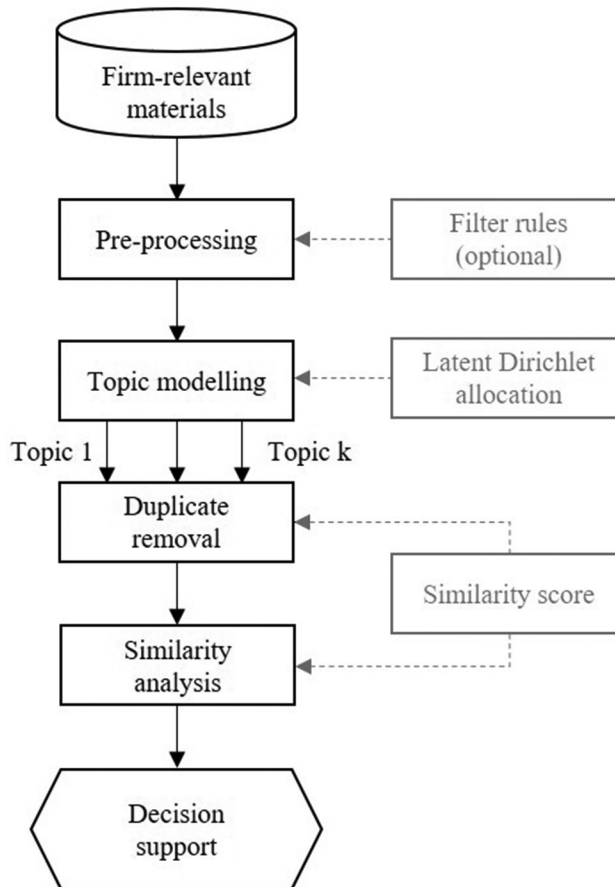 Firm-relevant
materials
Pre-processing
Filter rules
(optional)
Topic modelling
Latent Dirichlet
allocation
Topic 1
Topic k
Duplicate
removal
Similarity score
Similarity
analysis
Decision
support